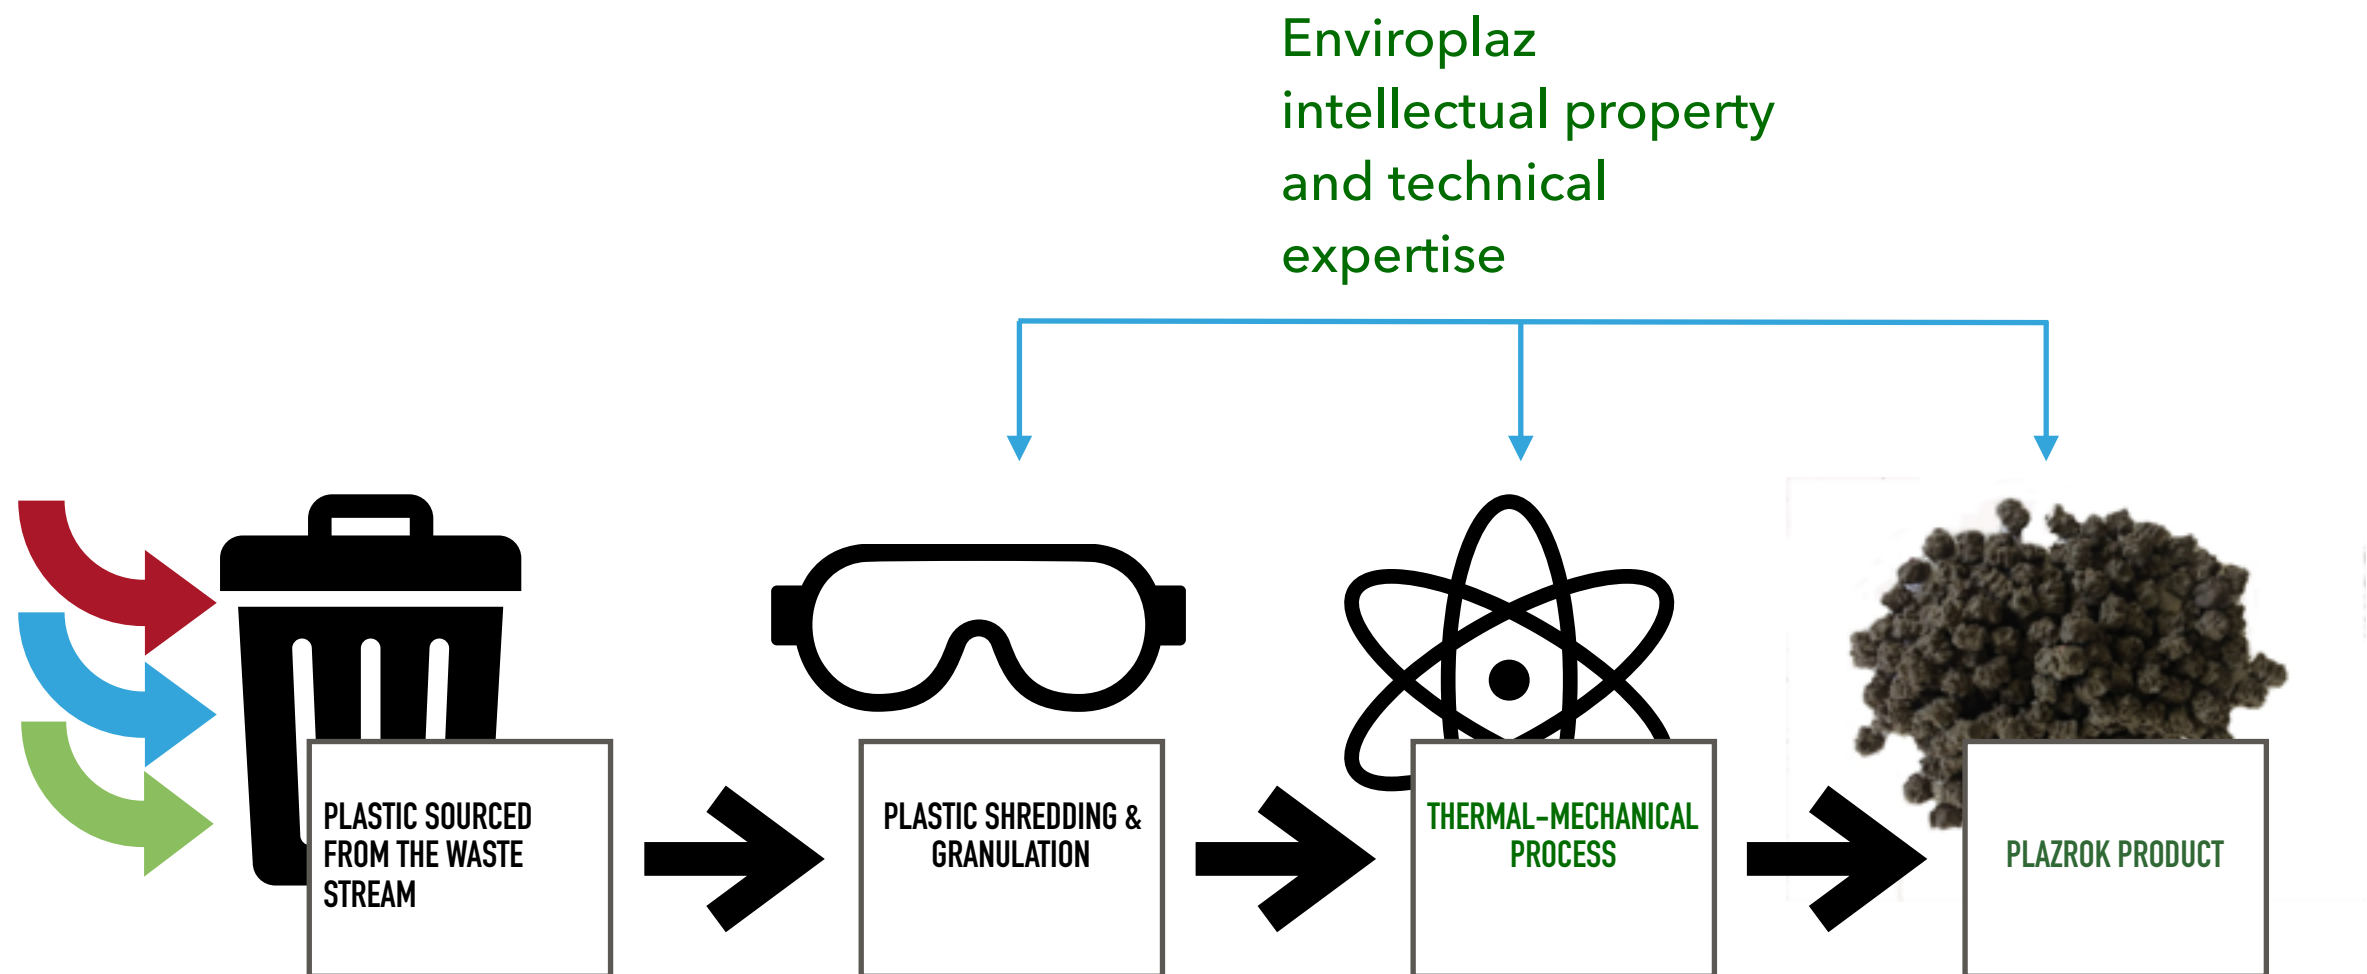 Enviroplaz
intellectual property
and technical
expertise
PLASTIC SOURCED
FROM THE WASTE
STREAM
PLASTIC SHREDDING &
GRANULATION
THERMAL-MECHANICAL
PROCESS
PLAZROK PRODUCT